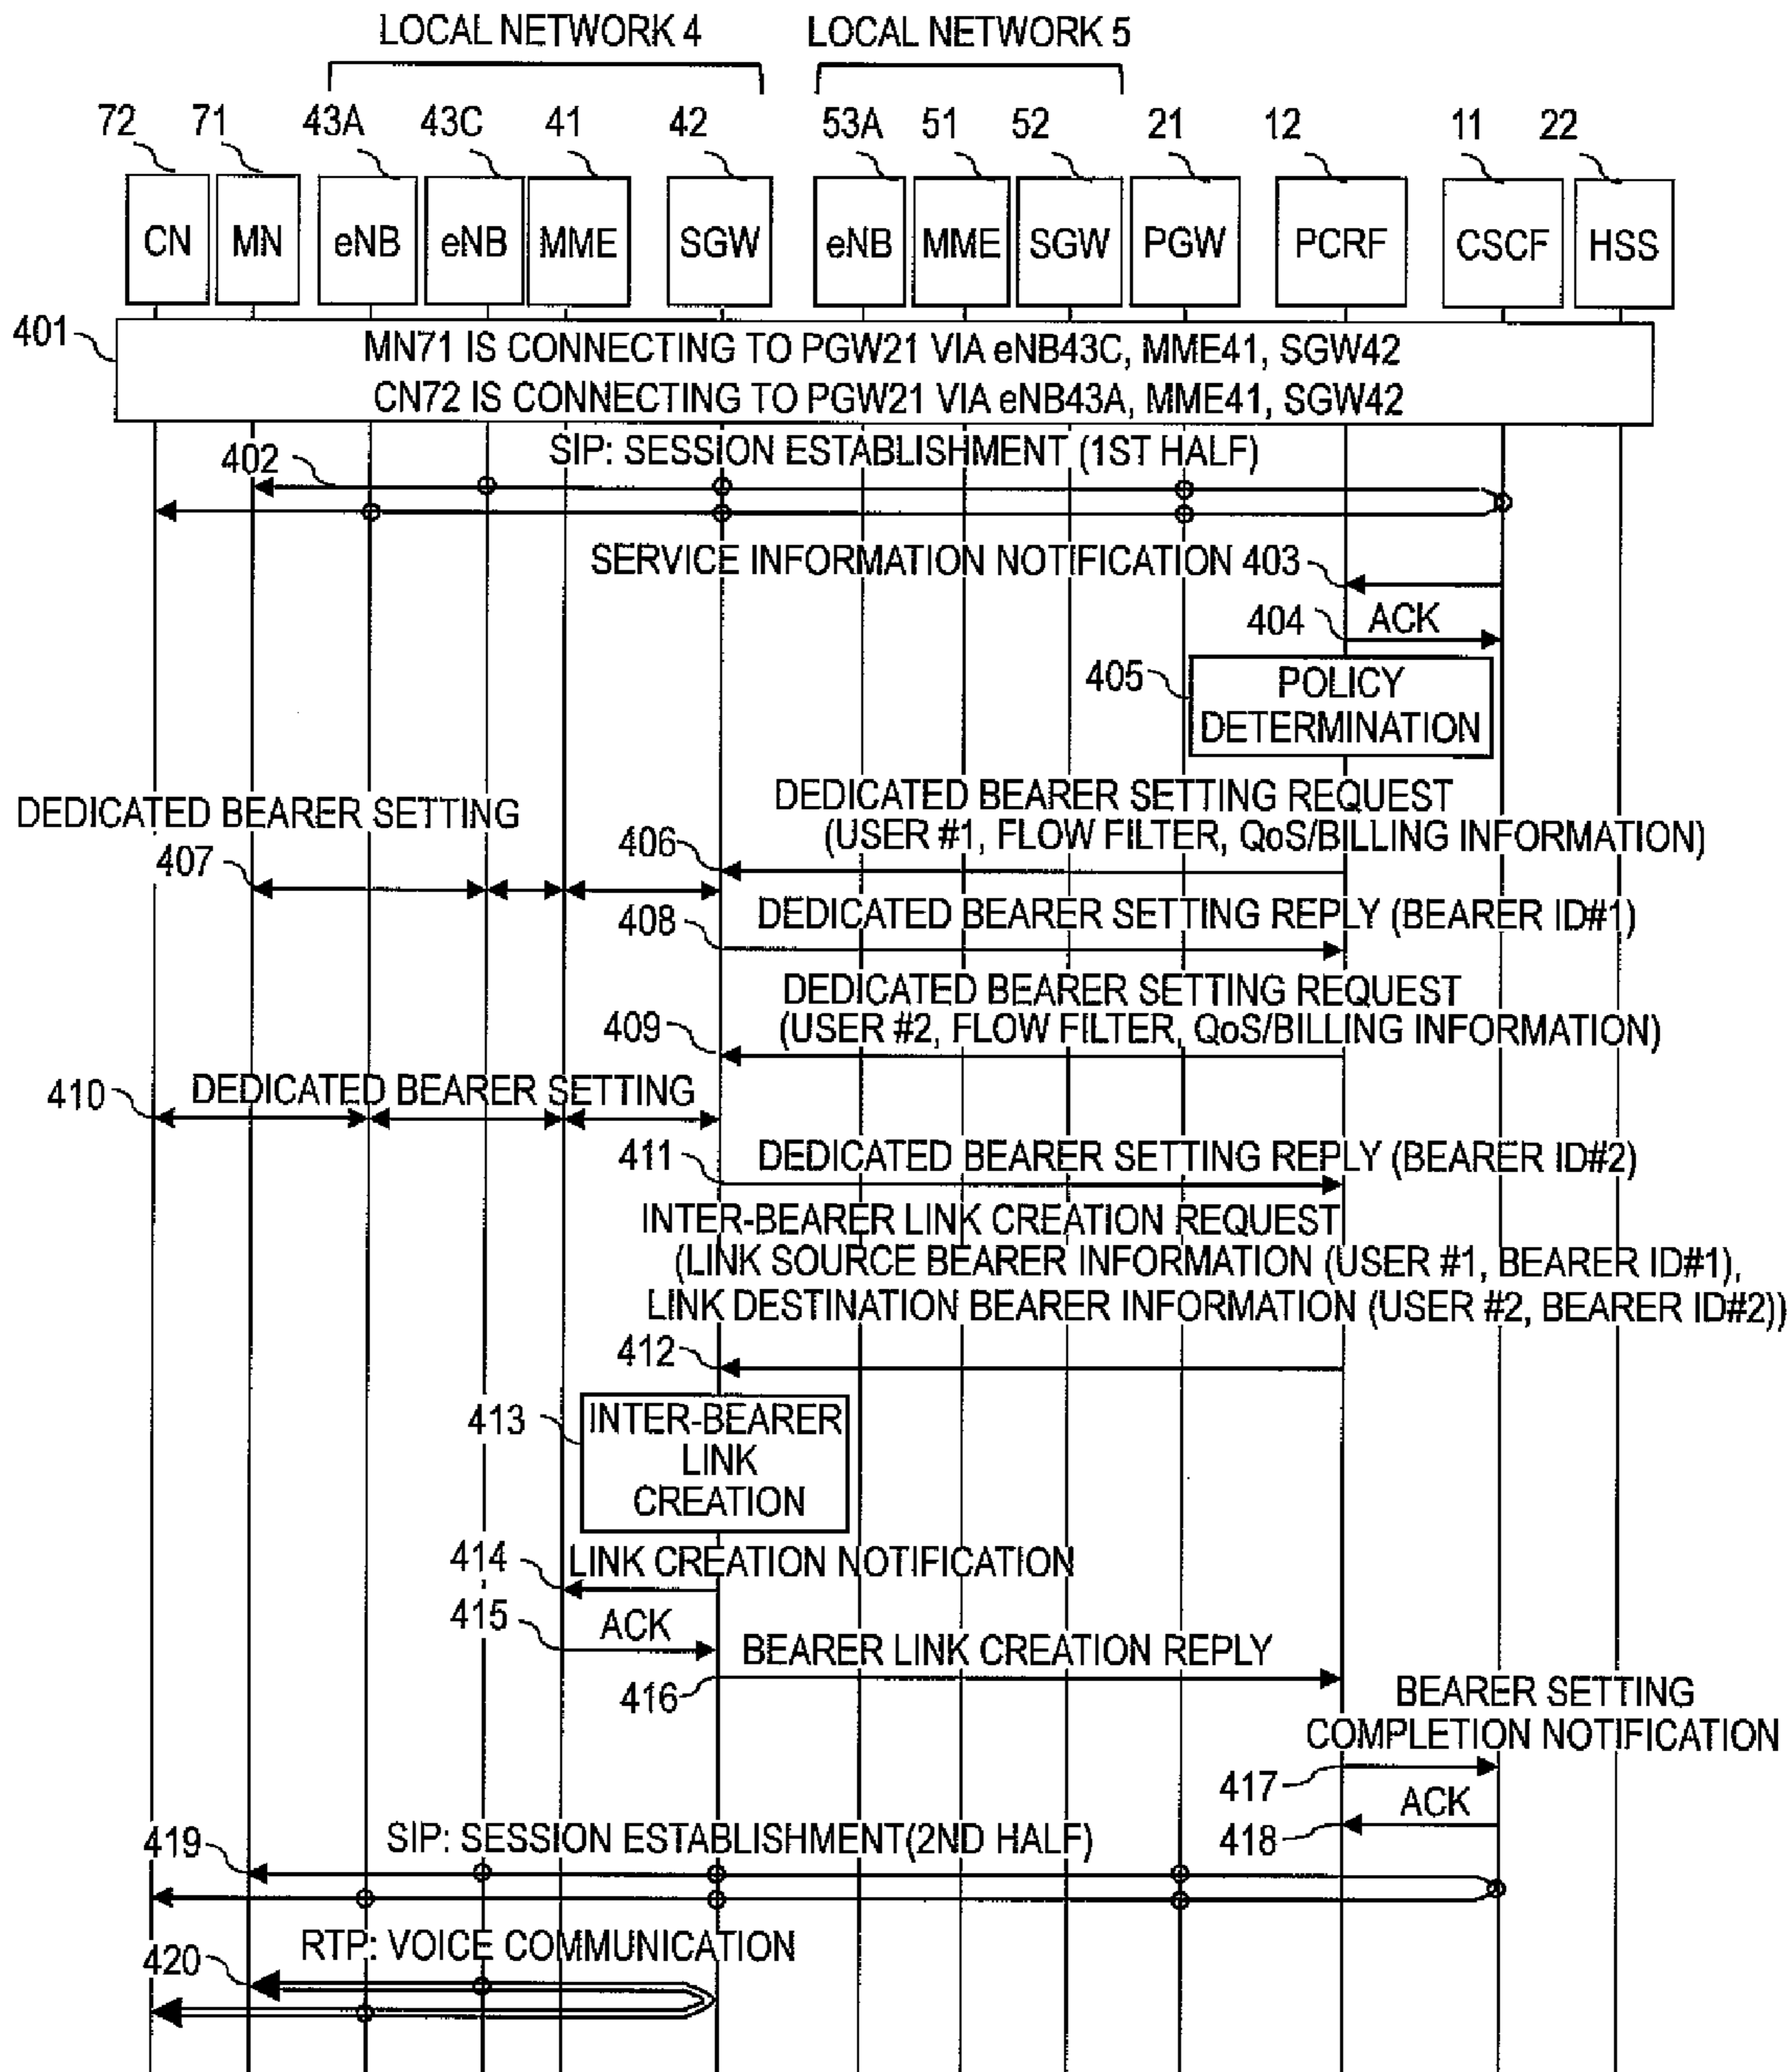 LOCAL NETWORK 4 LOCAL NETWORK 5
72 71 43A 43C 41 42 53A 51 52 21 12 11 22
CN MN eNB eNB MME SGW eNB MME SGW PGW PCRF CSCF HSS
401
MN71 IS CONNECTING TO PGW21 VIA eNB43C, MME41, SGW42
CN72 IS CONNECTING TO PGW21 VIA eNB43A, MME41, SGW42
SIP: SESSION ESTABLISHMENT (1ST HALF)
402
SERVICE INFORMATION NOTIFICATION 403
404 ACK
405 POLICY
DETERMINATION
DEDICATED BEARER SETTING REQUEST
(USER #1, FLOW FILTER, QoS/BILLING INFORMATION)
DEDICATED BEARER SETTING
406
407
DEDICATED BEARER SETTING REPLY (BEARER ID#1)
408
DEDICATED BEARER SETTING REQUEST
(USER #2, FLOW FILTER, QoS/BILLING INFORMATION)
409
410 DEDICATED BEARER SETTING
411 DEDICATED BEARER SETTING REPLY (BEARER ID#2)
INTER-BEARER LINK CREATION REQUEST
(LINK SOURCE BEARER INFORMATION (USER #1, BEARER ID#1),
LINK DESTINATION BEARER INFORMATION (USER #2, BEARER ID#2))
412
413 INTER-BEARER
LINK
CREATION
414 LINK CREATION NOTIFICATION
415 ACK
BEARER LINK CREATION REPLY
416
BEARER SETTING
COMPLETION NOTIFICATION
417
ACK
418
419 SIP: SESSION ESTABLISHMENT(2ND HALF)
RTP: VOICE COMMUNICATION
420